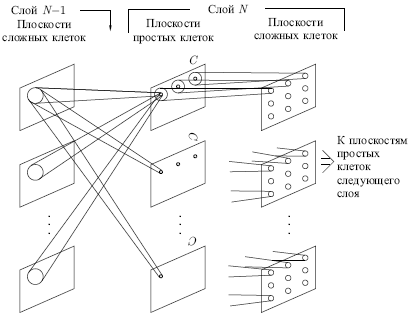 Слой N−1
Плоскости
сложных клеток
Слой N
Плоскости
простых клеток
Плоскости
сложных клеток
C
C
C
К плоскостям
простых
клеток
следующего
слоя